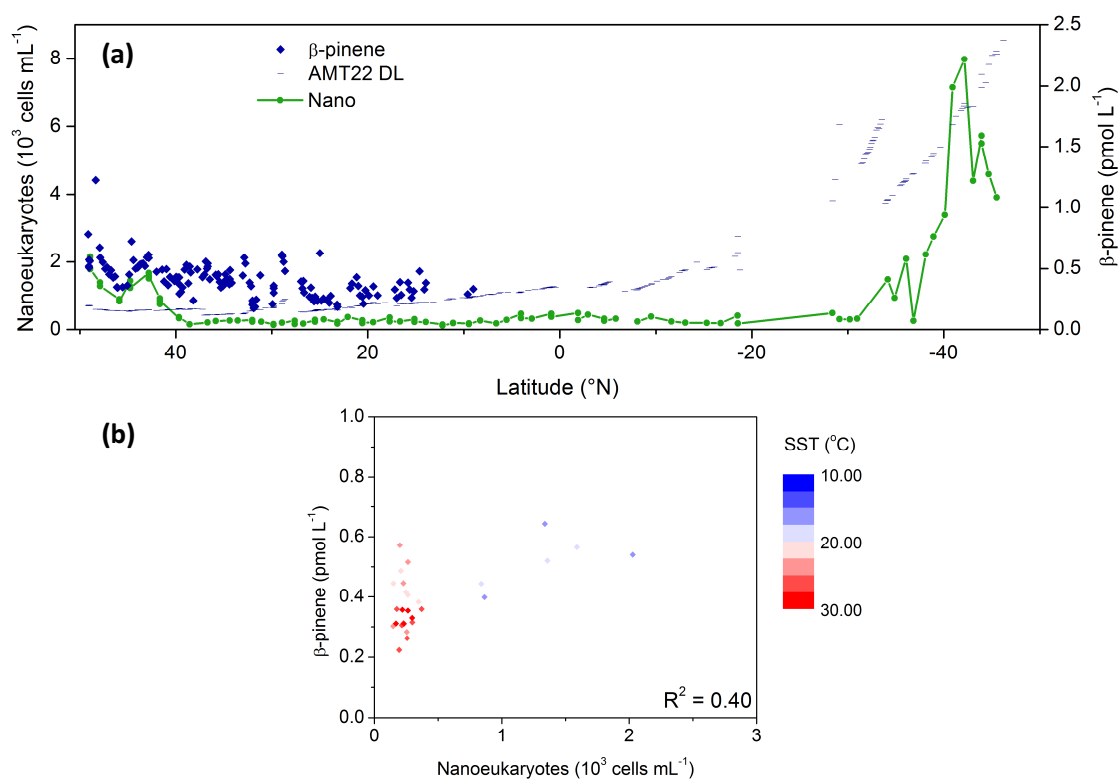 (a)
β-pinene
AMT22 DL
Nano
Nanoeukaryotes (10³ cells mL⁻¹)
8
6
4
2
0
β-pinene (pmol L⁻¹)
2.5
2.0
1.5
1.0
0.5
0.0
40 20 0 -20 -40
Latitude (°N)
(b)
β-pinene (pmol L⁻¹)
1.0
0.8
0.6
0.4
0.2
0.0
0 1 2 3
R² = 0.40
Nanoeukaryotes (10³ cells mL⁻¹)
SST (°C)
10.00
20.00
30.00